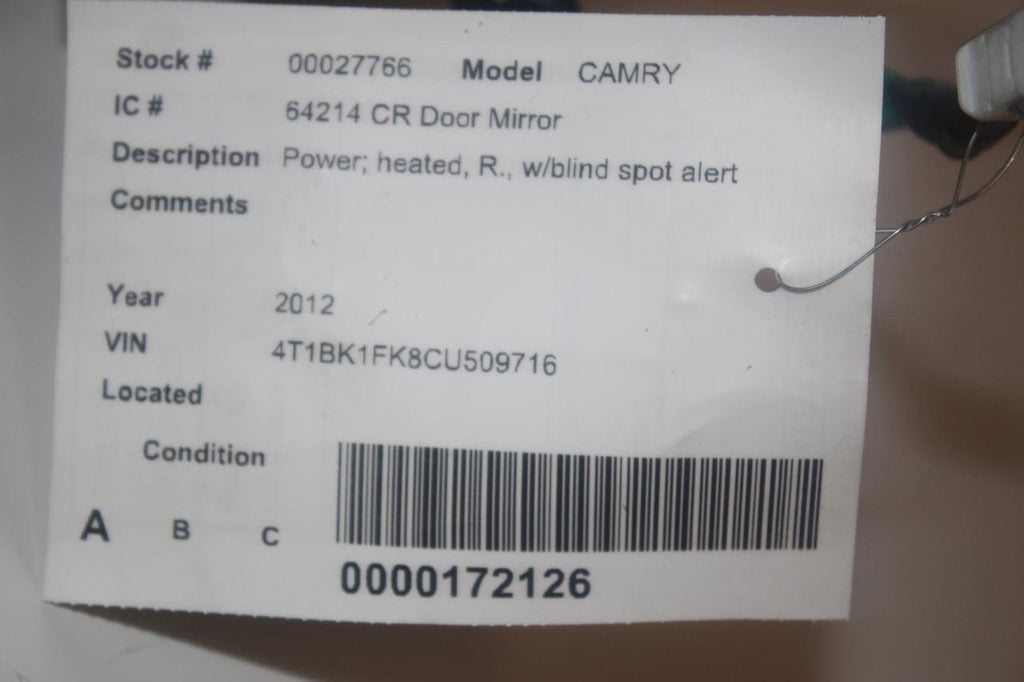 Stock # 00027766 Model CAMRY
IC # 64214 CR Door Mirror
Description Power; heated, R., w/blind spot alert
Comments
Year 2012
VIN 4T1BK1FK8CU509716
Located
Condition
A B C
0000172126